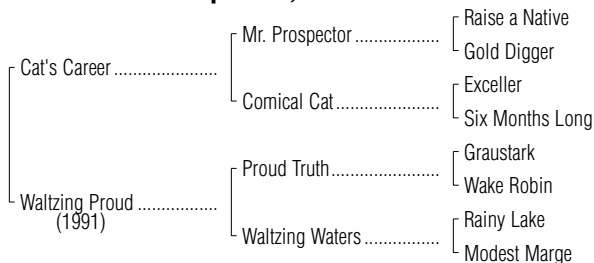 Raise a Native
Mr. Prospector ..................
Gold Digger
Cat's Career ......................
Exceller
Comical Cat ......................
Six Months Long
Graustark
Proud Truth.......................
Wake Robin
Waltzing Proud .................
(1991)
Rainy Lake
Waltzing Waters ................
Modest Marge